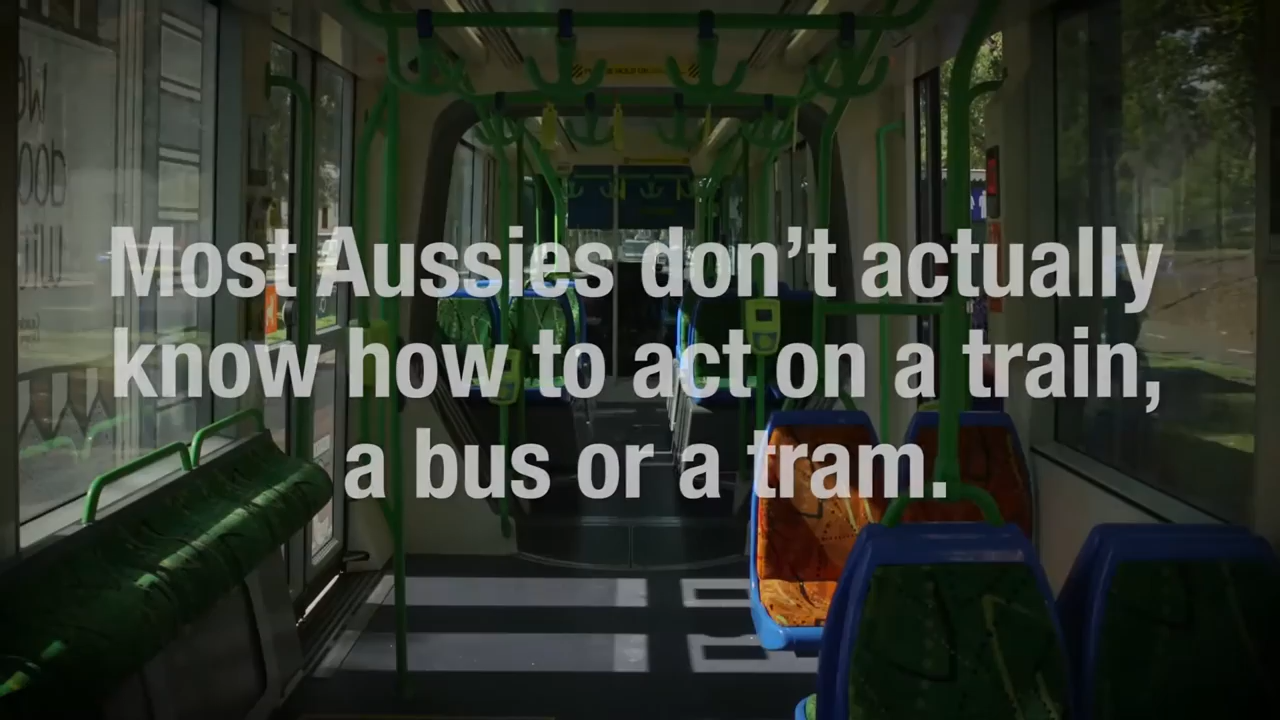 Most Aussies don't actually
know how to act on a train,
a bus or a tram.